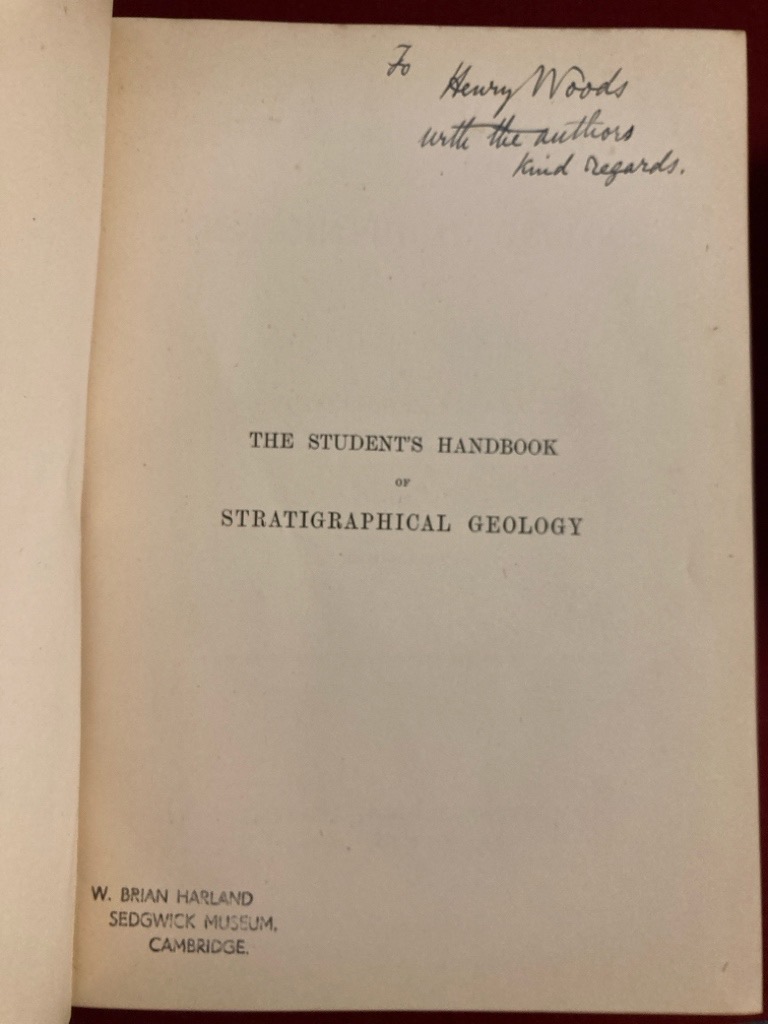 To
Henry Woods
with the authors
kind regards.
THE STUDENT'S HANDBOOK
OF
STRATIGRAPHICAL GEOLOGY
W. BRIAN HARLAND
SEDGWICK MUSEUM,
CAMBRIDGE.